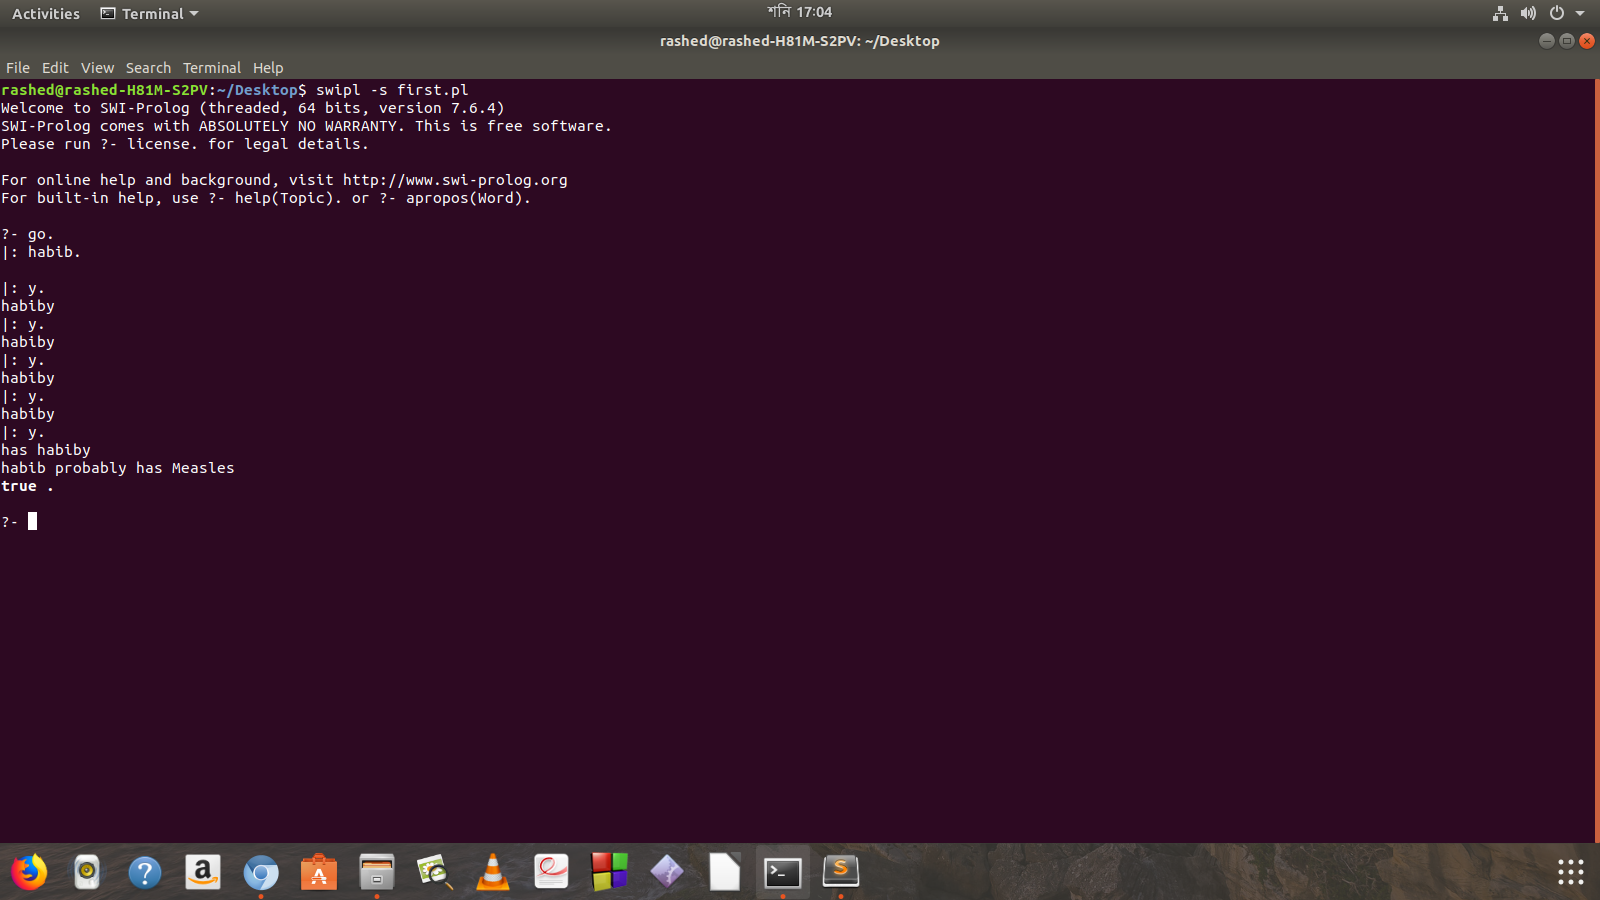 Activities Terminal শনি 17:04
rashed@rashed-H81M-S2PV: ~/Desktop
File Edit View Search Terminal Help
rashed@rashed-H81M-S2PV:~/Desktop$ swipl -s first.pl
Welcome to SWI-Prolog (threaded, 64 bits, version 7.6.4)
SWI-Prolog comes with ABSOLUTELY NO WARRANTY. This is free software.
Please run ?- license. for legal details.
For online help and background, visit http://www.swi-prolog.org
For built-in help, use ?- help(Topic). or ?- apropos(Word).
?- go.
|: habib.
|: y.
habiby
|: y.
habiby
|: y.
habiby
|: y.
habiby
|: y.
has habiby
habib probably has Measles
true .
?-